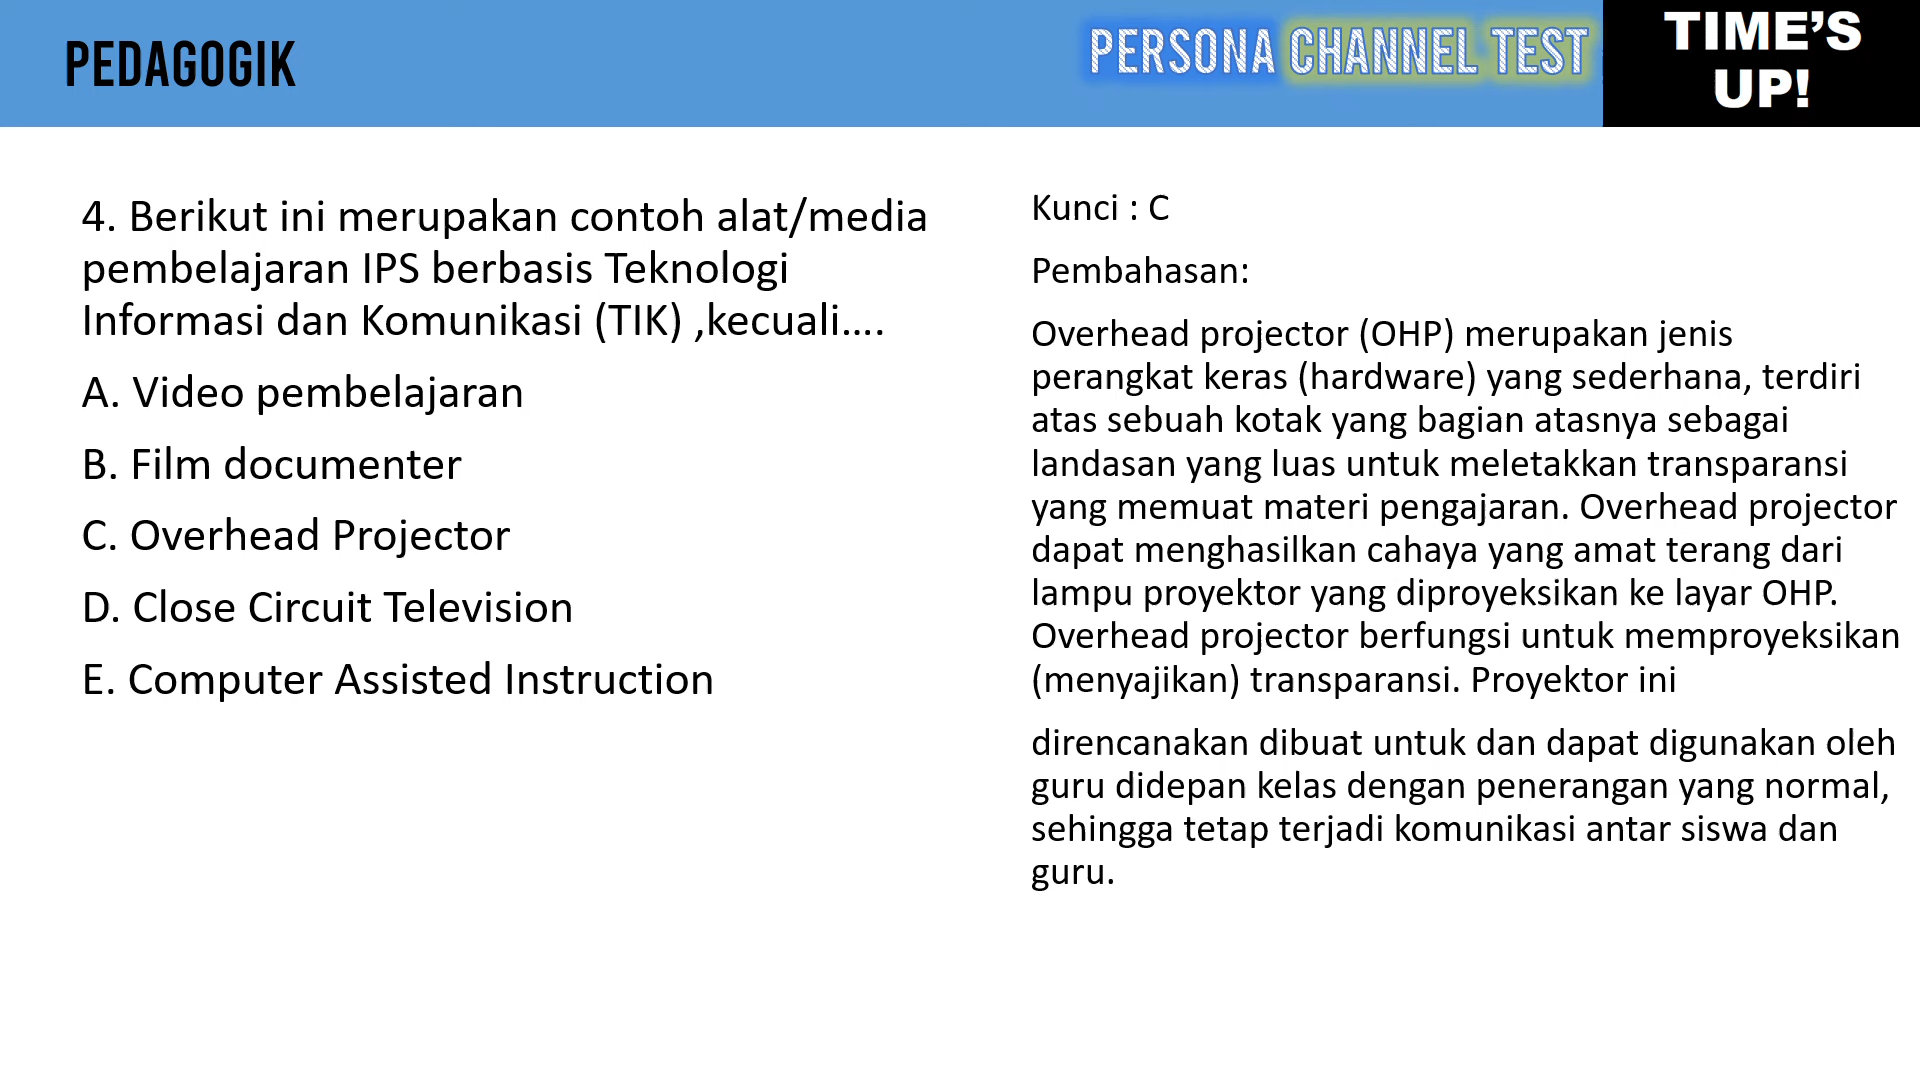 PEDAGOGIK
PERSONA CHANNEL TEST
TIME'S
UP!
4. Berikut ini merupakan contoh alat/media
pembelajaran IPS berbasis Teknologi
Informasi dan Komunikasi (TIK) ,kecuali....
A. Video pembelajaran
B. Film documenter
C. Overhead Projector
D. Close Circuit Television
E. Computer Assisted Instruction
Kunci : C
Pembahasan:
Overhead projector (OHP) merupakan jenis
perangkat keras (hardware) yang sederhana, terdiri
atas sebuah kotak yang bagian atasnya sebagai
landasan yang luas untuk meletakkan transparansi
yang memuat materi pengajaran. Overhead projector
dapat menghasilkan cahaya yang amat terang dari
lampu proyektor yang diproyeksikan ke layar OHP.
Overhead projector berfungsi untuk memproyeksikan
(menyajikan) transparansi. Proyektor ini
direncanakan dibuat untuk dan dapat digunakan oleh
guru didepan kelas dengan penerangan yang normal,
sehingga tetap terjadi komunikasi antar siswa dan
guru.